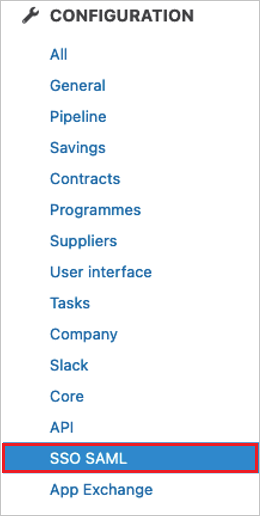 CONFIGURATION
All
General
Pipeline
Savings
Contracts
Programmes
Suppliers
User interface
Tasks
Company
Slack
Core
API
SSO SAML
App Exchange